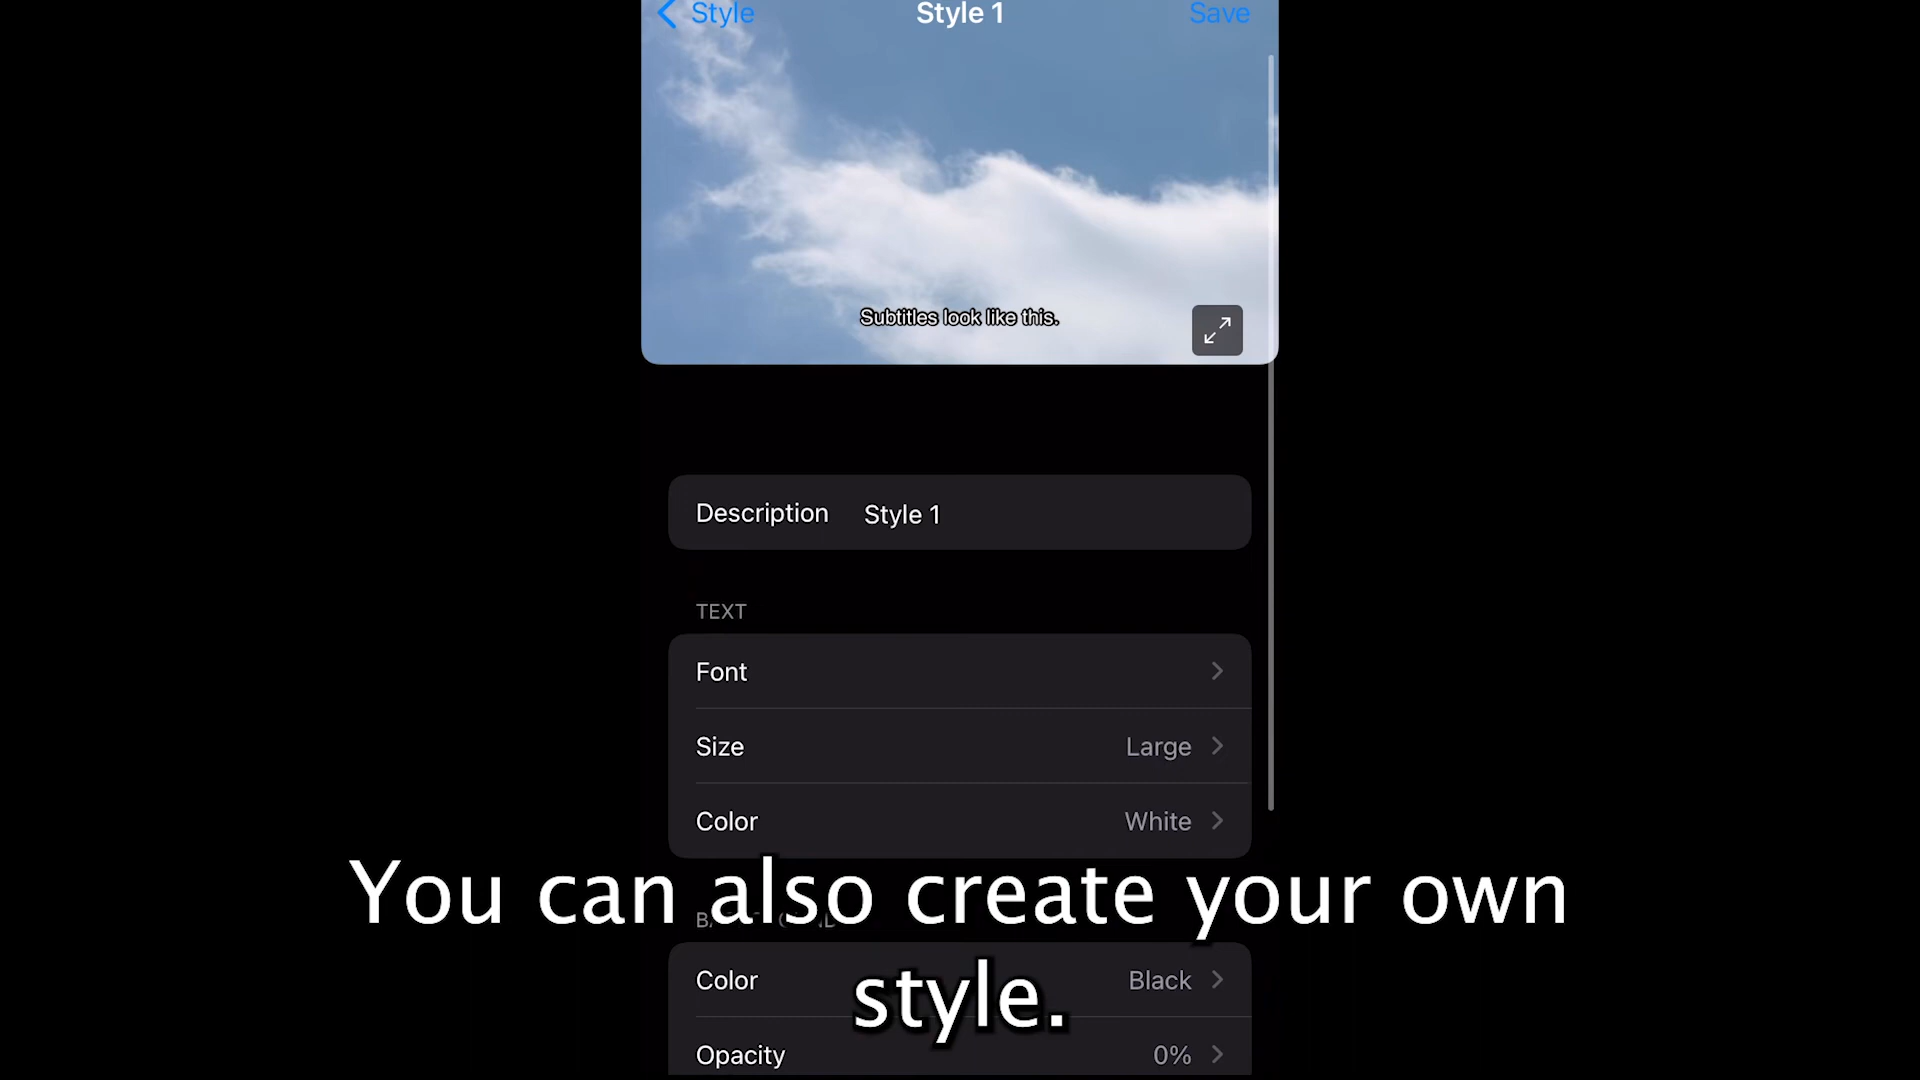 Style Style 1 Save
Subtitles look like this.
Description Style 1
TEXT
Font
Size Large
Color White
You can also create your own
style.
Color Black
Opacity 0%